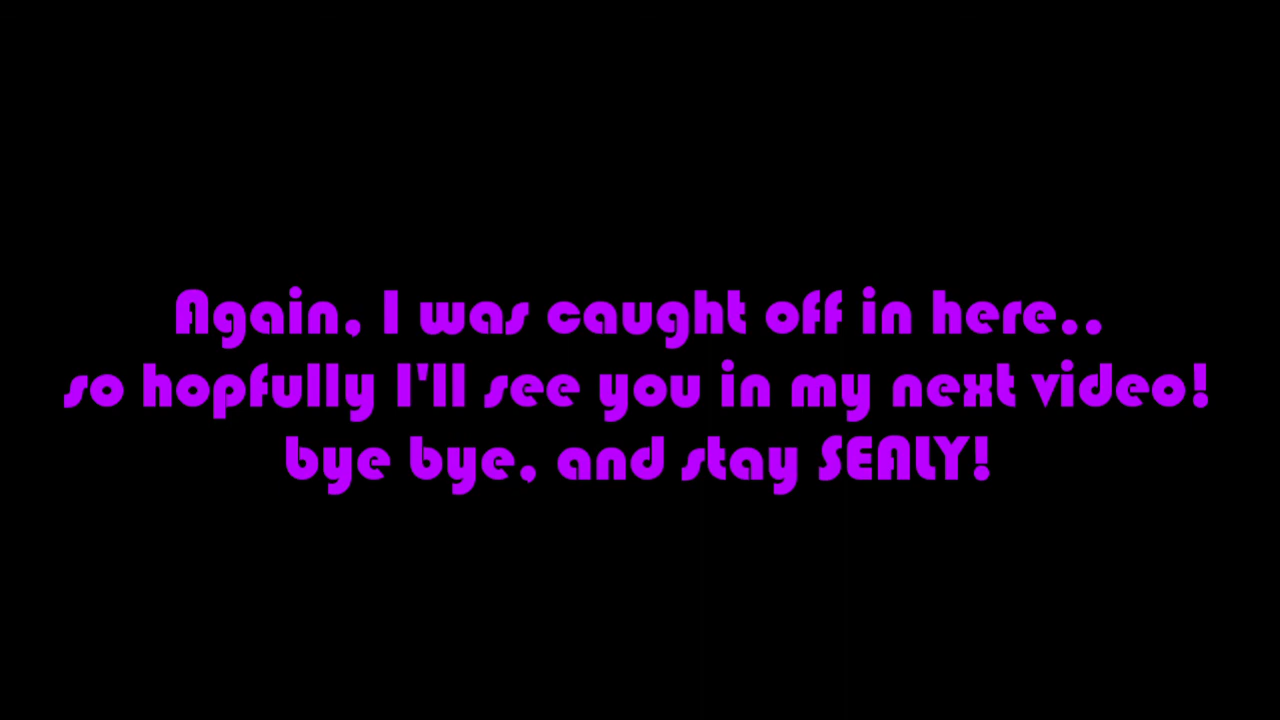 Again, I was caught off in here..
so hopfully I'll see you in my next video!
bye bye, and stay SEALY!